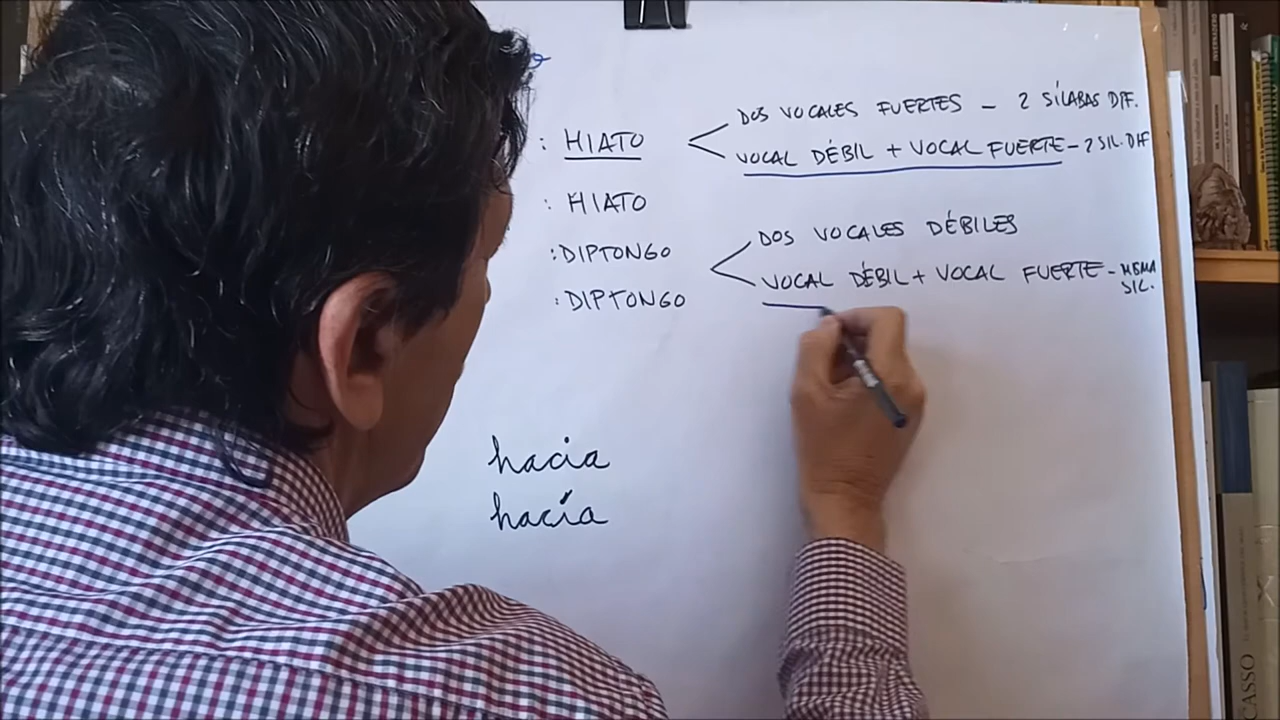 : HIATO
DOS VOCALES FUERTES - 2 SÍLABAS DIF.
VOCAL DÉBIL + VOCAL FUERTE - 2 SIL. DIF
: HIATO
: DIPTONGO
DOS VOCALES DÉBILES
VOCAL DÉBIL + VOCAL FUERTE - MISMA
SIL.
: DIPTONGO
hacia
hacía